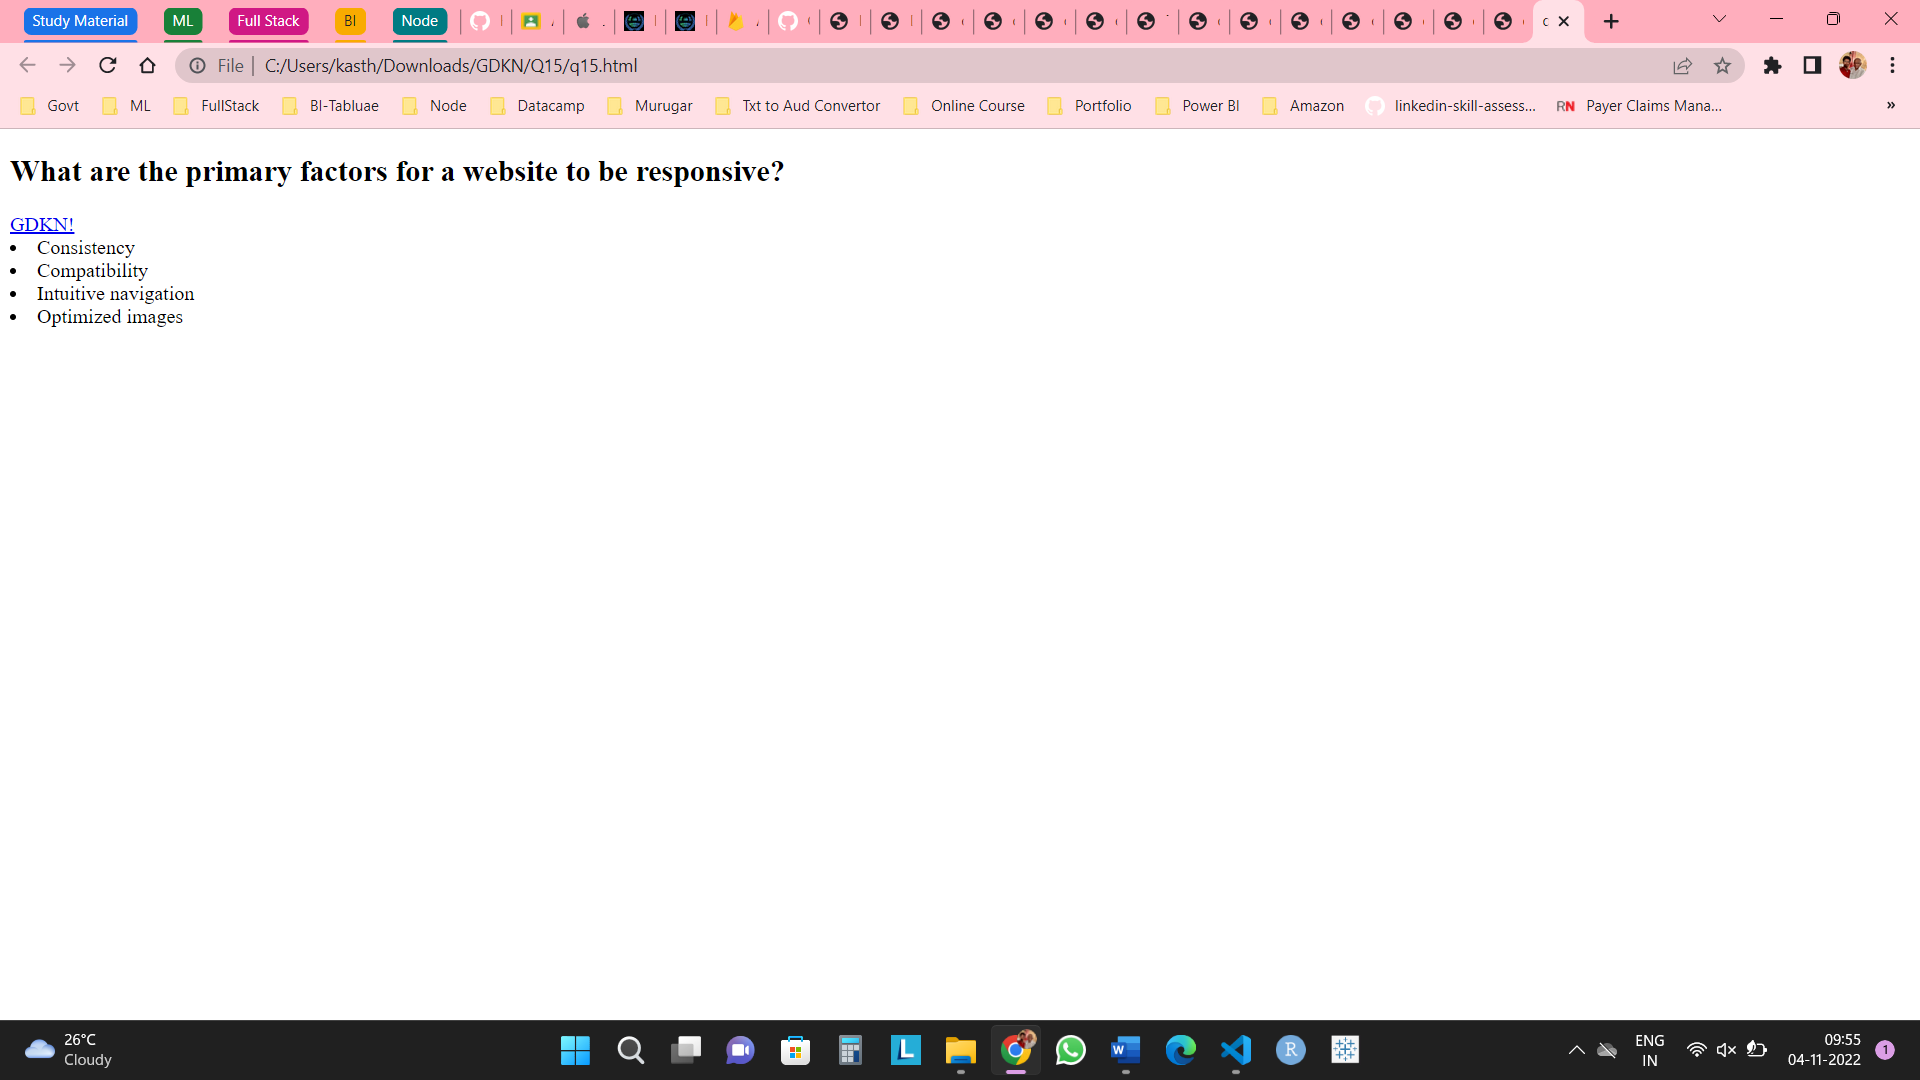 Study Material ML Full Stack BI Node
File C:/Users/kasth/Downloads/GDKN/Q15/q15.html
Govt ML FullStack BI-Tabluae Node Datacamp Murugar Txt to Aud Convertor Online Course Portfolio Power BI Amazon linkedin-skill-assess... RN Payer Claims Mana... »
What are the primary factors for a website to be responsive?
GDKN!
• Consistency
• Compatibility
• Intuitive navigation
• Optimized images
26°C
Cloudy
ENG
IN
09:55
04-11-2022
1